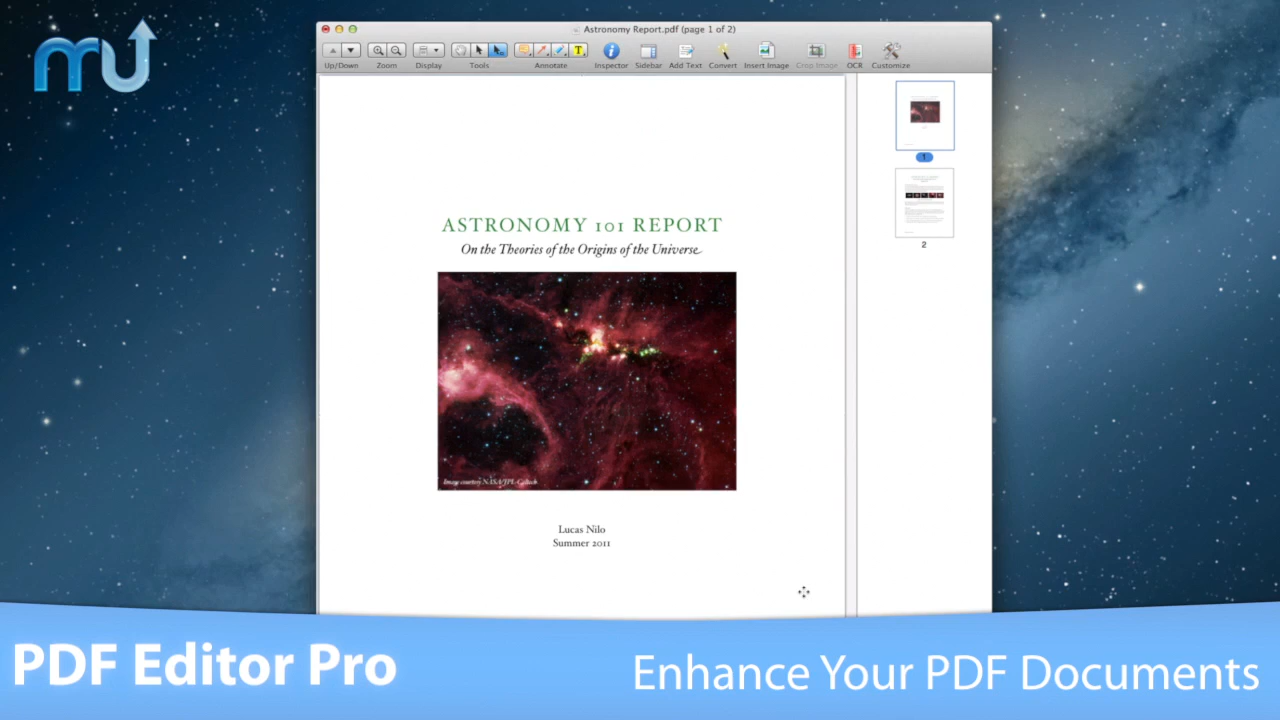 mu
Astronomy Report.pdf (page 1 of 2)
Up/Down Zoom Display Tools Annotate Inspector Sidebar Add Text Convert Insert Image Crop Image OCR Customize
ASTRONOMY 101 REPORT
On the Theories of the Origins of the Universe
Image courtesy NASA/JPL-Caltech
Lucas Nilo
Summer 2011
1
2
PDF Editor Pro
Enhance Your PDF Documents